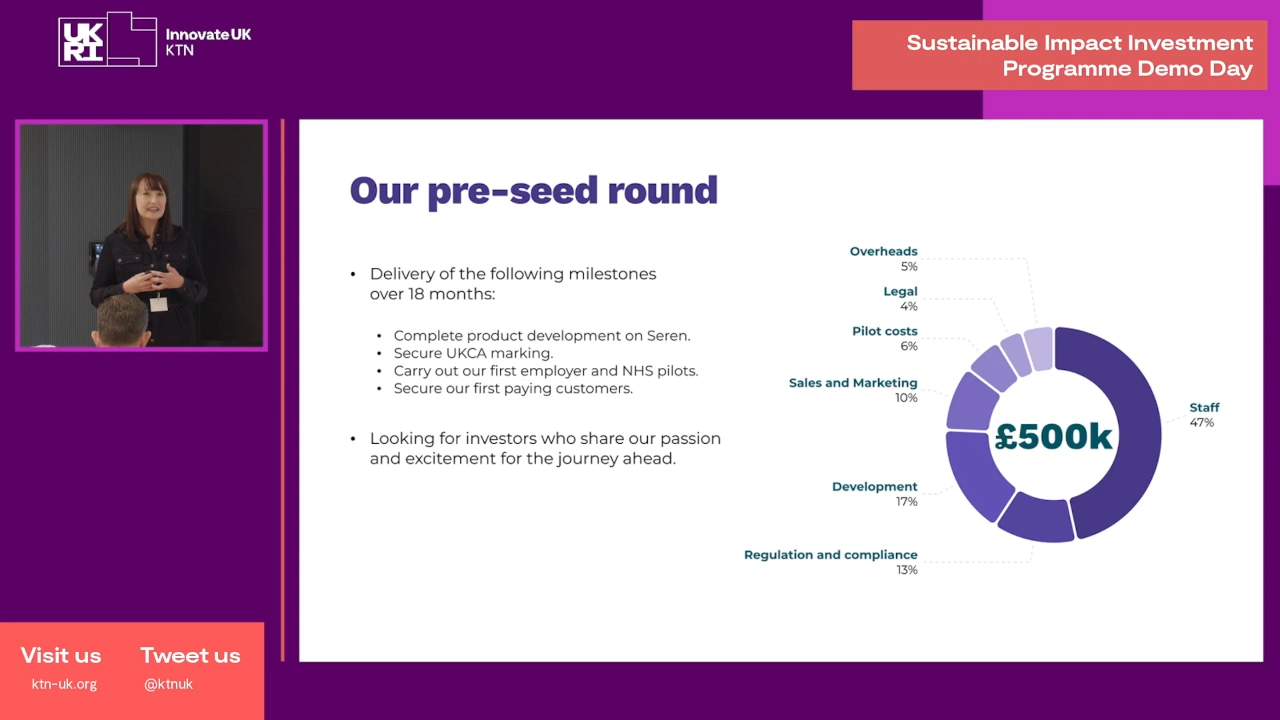 UK
RI
Innovate UK
KTN
Sustainable Impact Investment
Programme Demo Day
Our pre-seed round
• Delivery of the following milestones
over 18 months:
• Complete product development on Seren.
• Secure UKCA marking.
• Carry out our first employer and NHS pilots.
• Secure our first paying customers.
• Looking for investors who share our passion
and excitement for the journey ahead.
Overheads
5%
Legal
4%
Pilot costs
6%
Sales and Marketing
10%
Development
17%
Regulation and compliance
13%
Staff
47%
£500k
Visit us
ktn-uk.org
Tweet us
@ktnuk